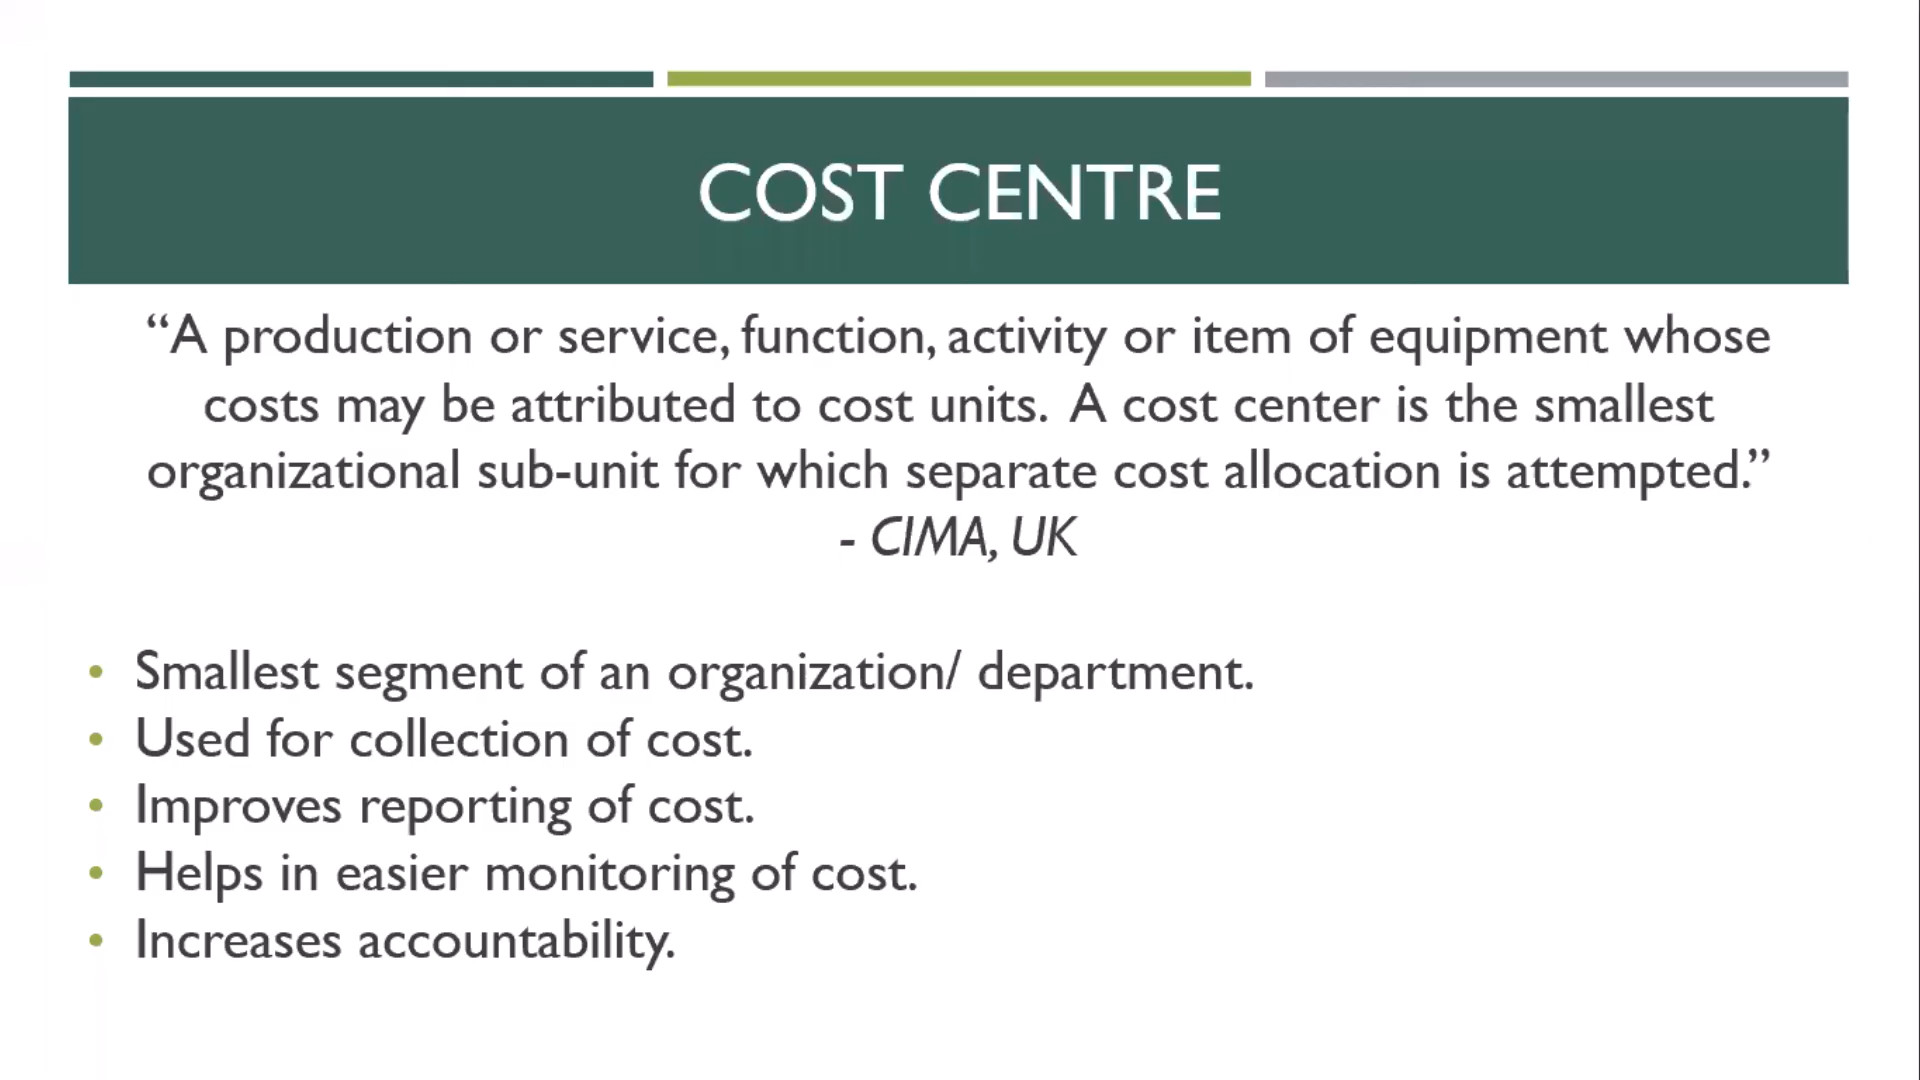 COST CENTRE
“A production or service, function, activity or item of equipment whose
costs may be attributed to cost units. A cost center is the smallest
organizational sub-unit for which separate cost allocation is attempted.”
- CIMA, UK
• Smallest segment of an organization/ department.
• Used for collection of cost.
• Improves reporting of cost.
• Helps in easier monitoring of cost.
• Increases accountability.